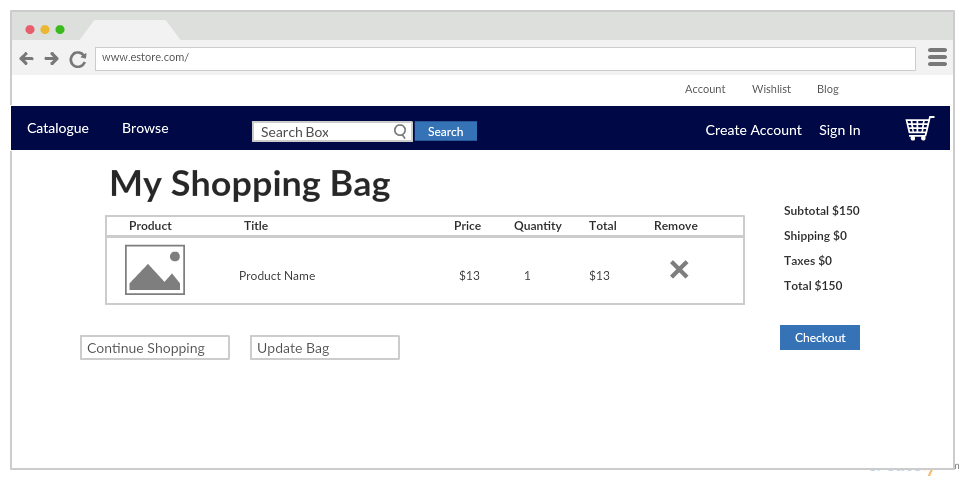 www.estore.com/
Account Wishlist Blog
Catalogue Browse Search Box Search Create Account Sign In
My Shopping Bag
Product Title Price Quantity Total Remove
Product Name $13 1 $13
Subtotal $150
Shipping $0
Taxes $0
Total $150
Continue Shopping Update Bag
Checkout